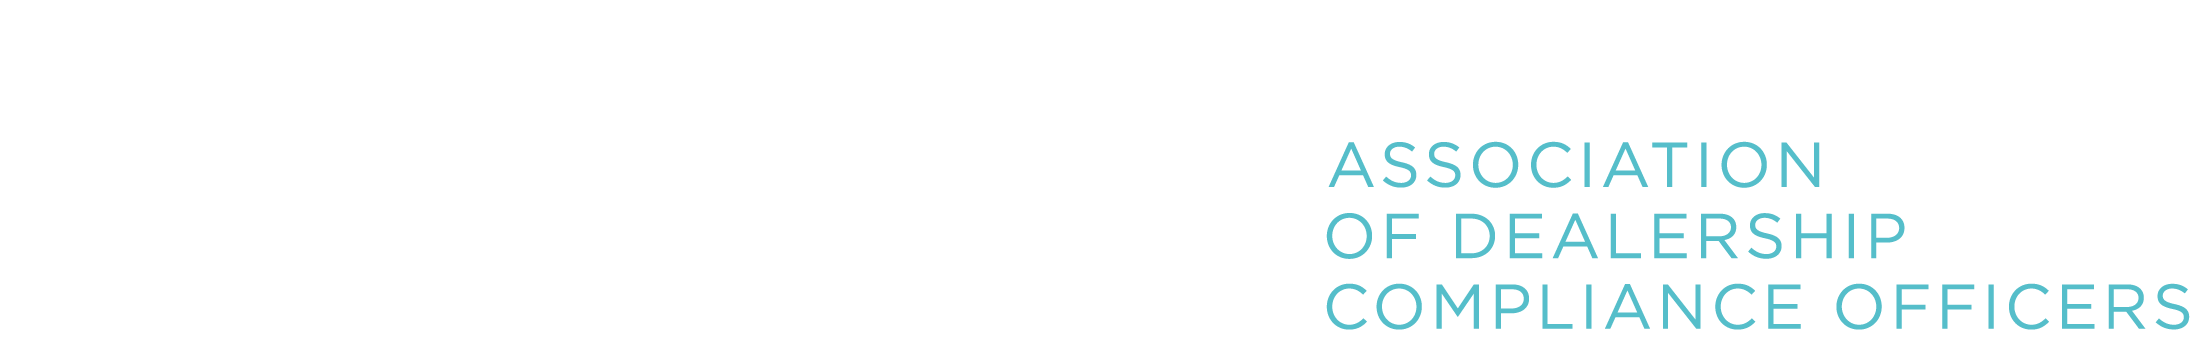 ASSOCIATION
OF DEALERSHIP
COMPLIANCE OFFICERS